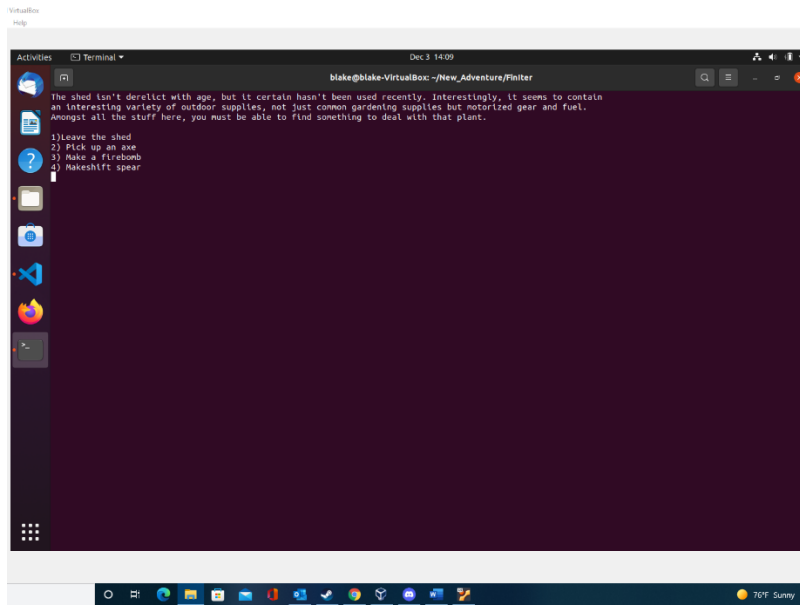 VirtualBox
Help
Activities
Terminal
Dec 3 14:09
blake@blake-VirtualBox: ~/New_Adventure/FinIter
The shed isn't derelict with age, but it certain hasn't been used recently. Interestingly, it seems to contain
an interesting variety of outdoor supplies, not just common gardening supplies but motorized gear and fuel.
Amongst all the stuff here, you must be able to find something to deal with that plant.
1)Leave the shed
2) Pick up an axe
3) Make a firebomb
4) Makeshift spear
76°F Sunny